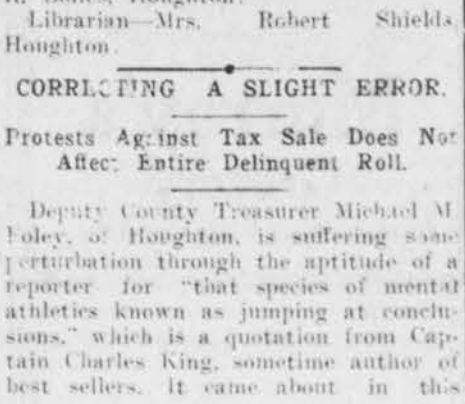 Houghton.
Librarian—Mrs. Robert Shields,
Houghton.
CORRECTING A SLIGHT ERROR.
Protests Against Tax Sale Does Not
Affect Entire Delinquent Roll.
Deputy County Treasurer Michael M.
Foley, of Houghton, is suffering some
perturbation through the aptitude of a
reporter for "that species of mental
athletics known as jumping at conclu-
sions," which is a quotation from Cap-
tain Charles King, sometime author of
best sellers. It came about in this